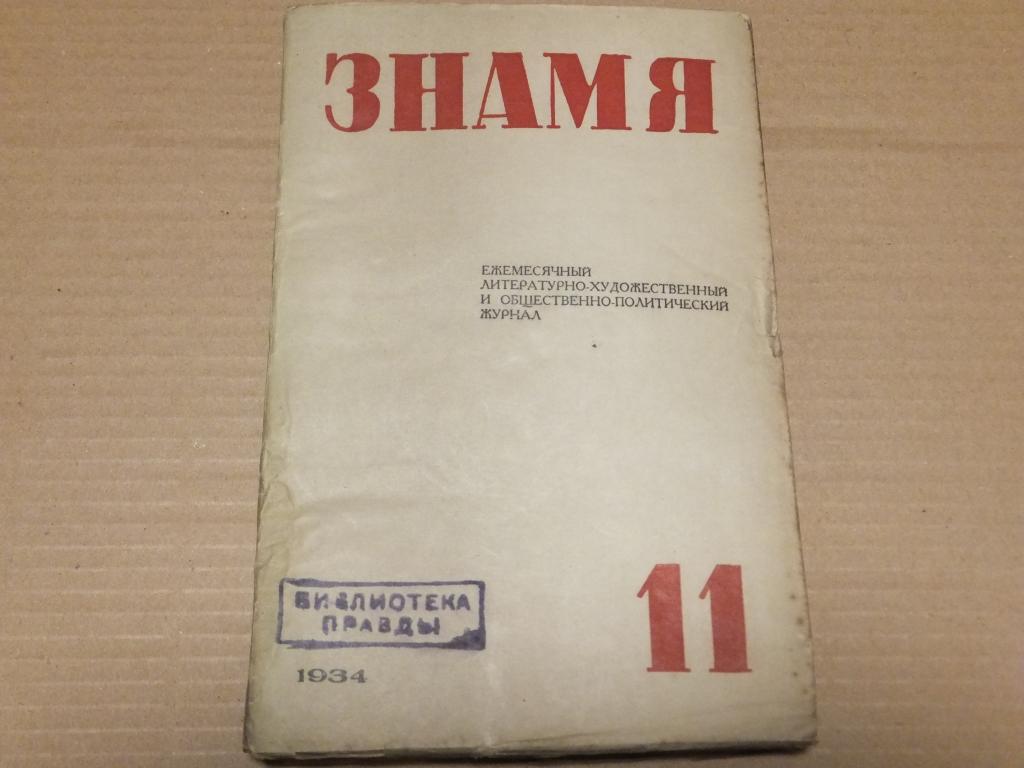 ЗНАМЯ
ЕЖЕМЕСЯЧНЫЙ
ЛИТЕРАТУРНО-ХУДОЖЕСТВЕННЫЙ
И ОБЩЕСТВЕННО-ПОЛИТИЧЕСКИЙ
ЖУРНАЛ
11
БИБЛИОТЕКА
ПРАВДЫ
1934